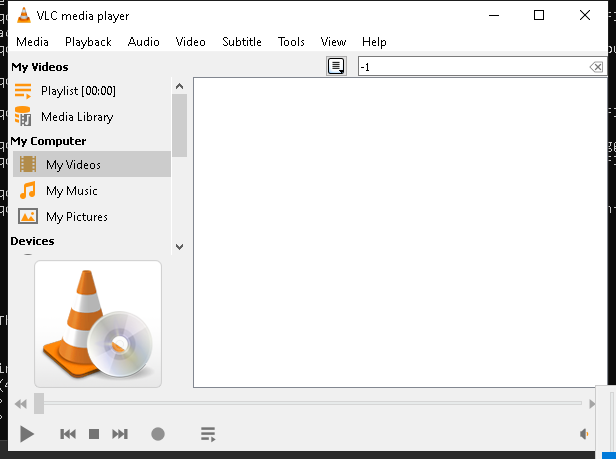 VLC media player
Media Playback Audio Video Subtitle Tools View Help
My Videos
-1
Playlist [00:00]
Media Library
My Computer
My Videos
My Music
My Pictures
Devices